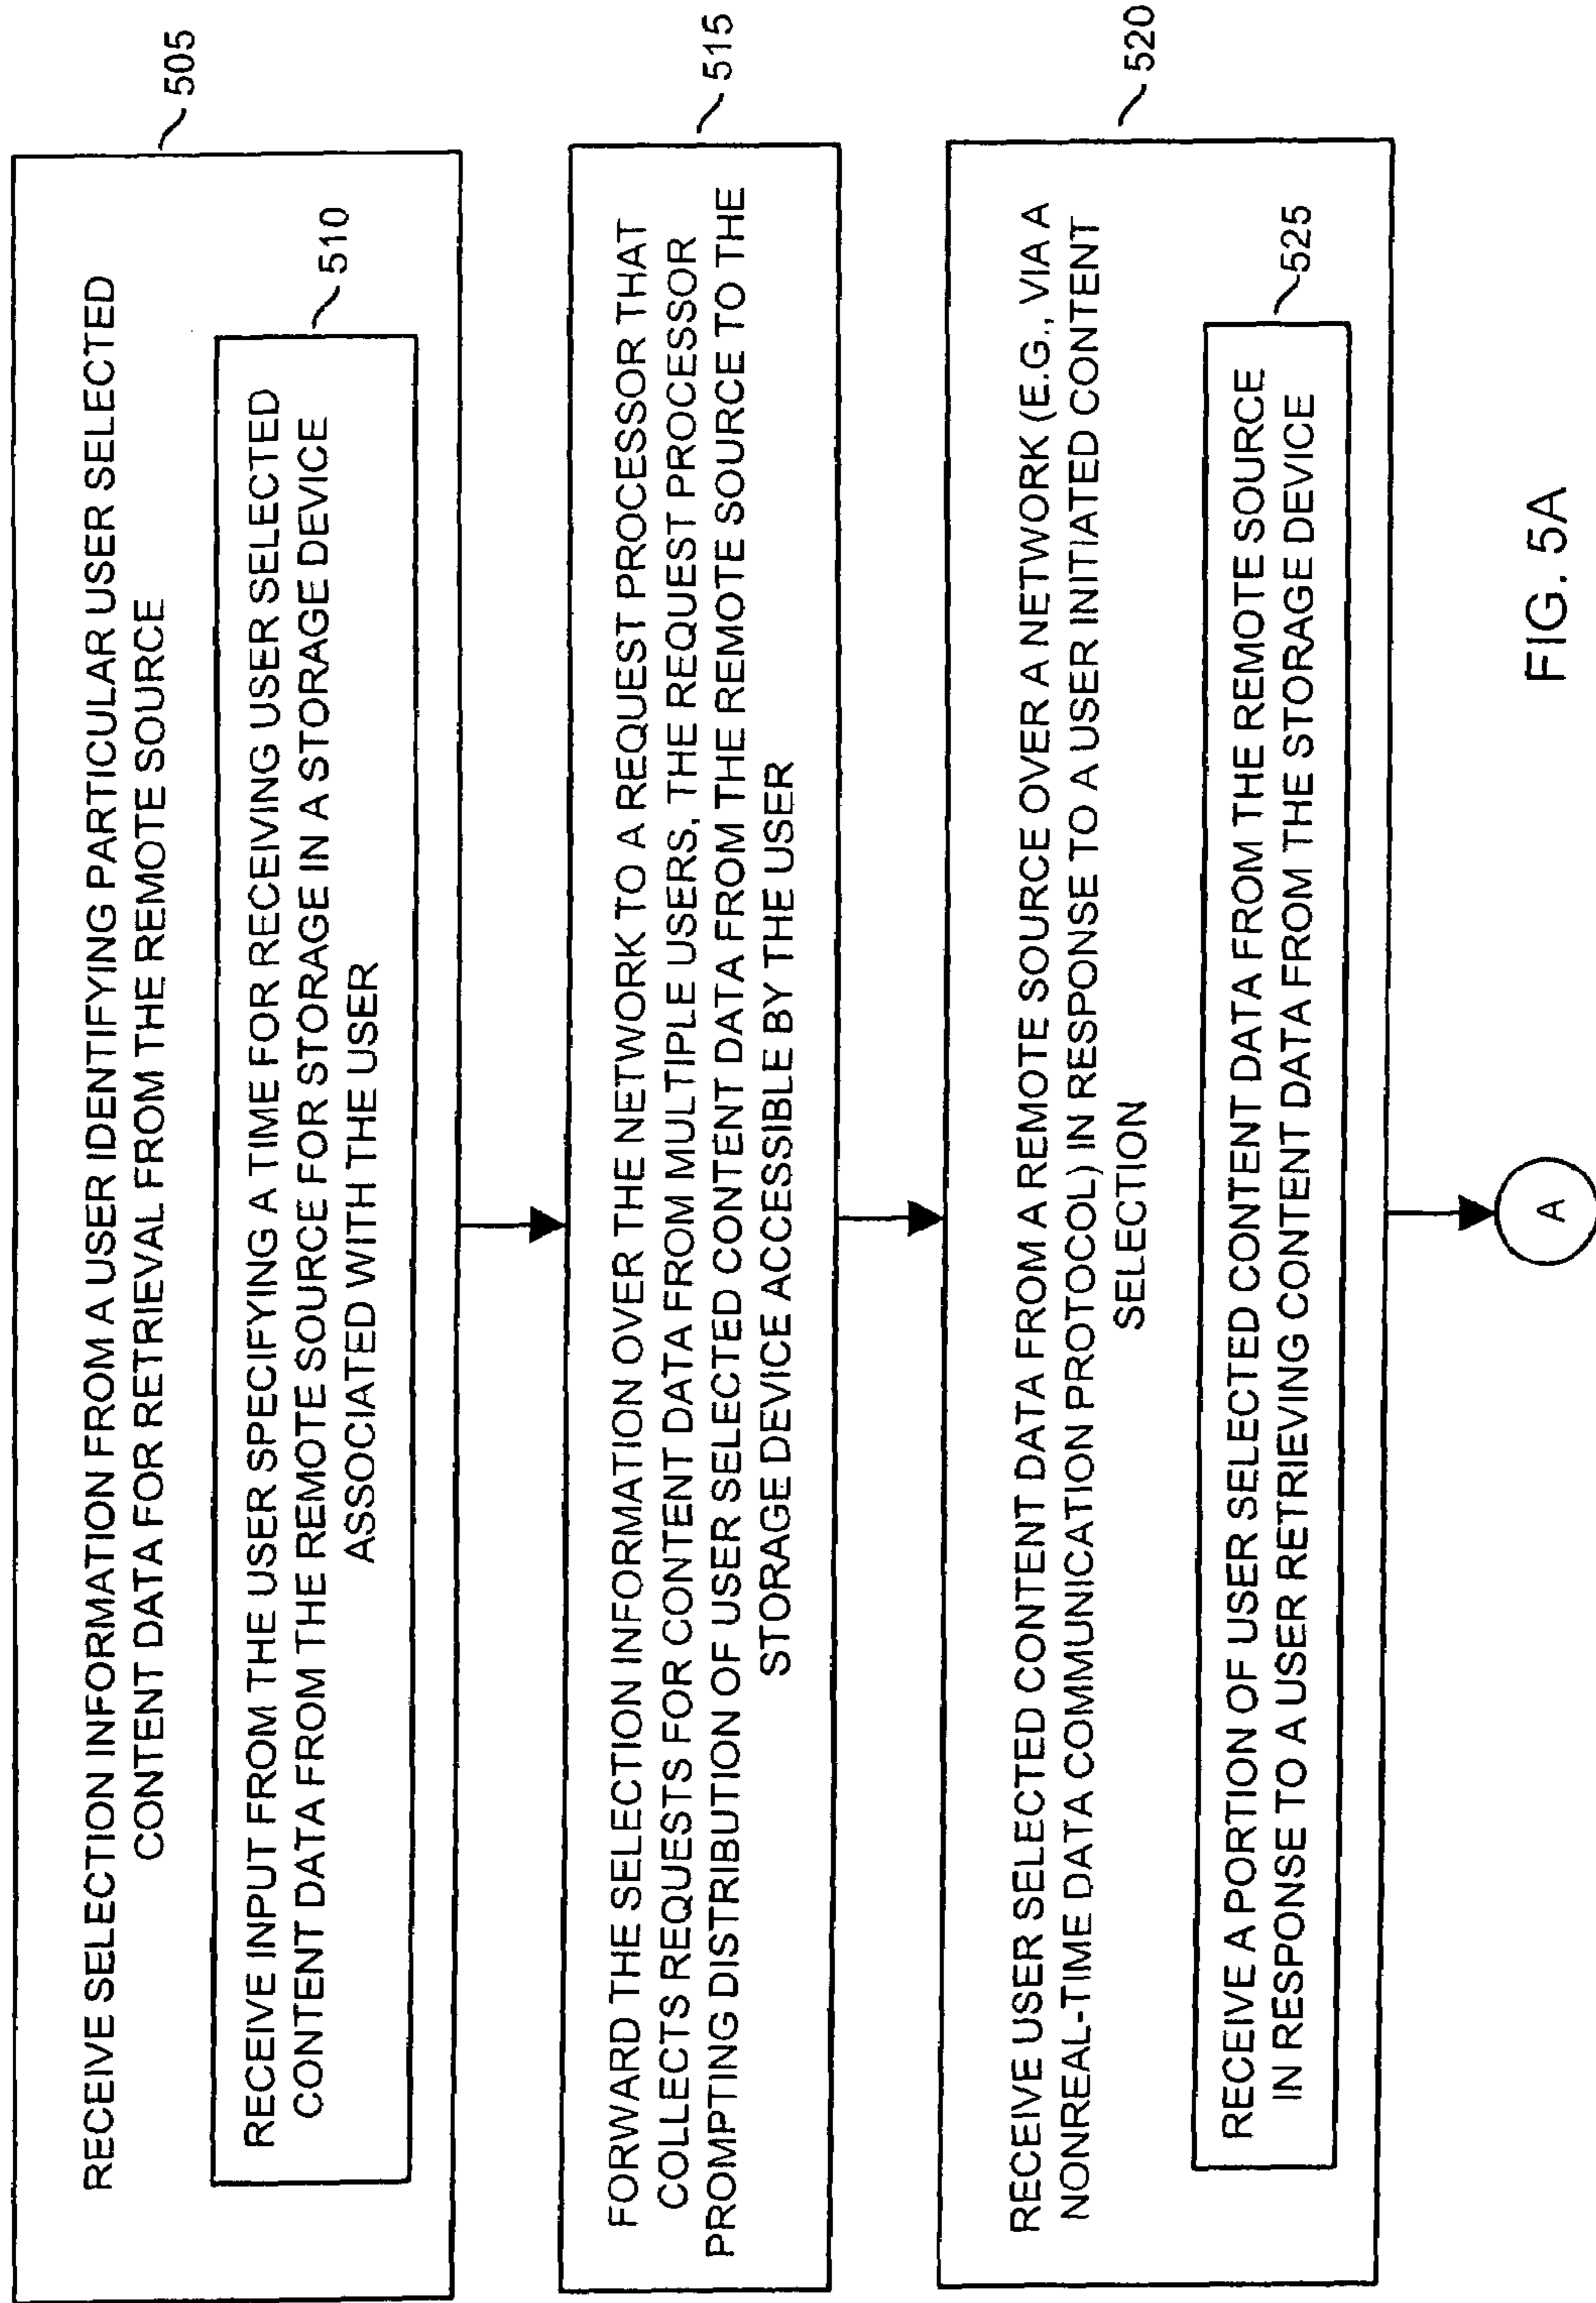 RECEIVE SELECTION INFORMATION FROM A USER IDENTIFYING PARTICULAR USER SELECTED
CONTENT DATA FOR RETRIEVAL FROM THE REMOTE SOURCE
505
RECEIVE INPUT FROM THE USER SPECIFYING A TIME FOR RECEIVING USER SELECTED
CONTENT DATA FROM THE REMOTE SOURCE FOR STORAGE IN A STORAGE DEVICE
ASSOCIATED WITH THE USER
510
FORWARD THE SELECTION INFORMATION OVER THE NETWORK TO A REQUEST PROCESSOR THAT
COLLECTS REQUESTS FOR CONTENT DATA FROM MULTIPLE USERS, THE REQUEST PROCESSOR
PROMPTING DISTRIBUTION OF USER SELECTED CONTENT DATA FROM THE REMOTE SOURCE TO THE
STORAGE DEVICE ACCESSIBLE BY THE USER
515
RECEIVE USER SELECTED CONTENT DATA FROM A REMOTE SOURCE OVER A NETWORK (E.G., VIA A
NONREAL-TIME DATA COMMUNICATION PROTOCOL) IN RESPONSE TO A USER INITIATED CONTENT
SELECTION
520
RECEIVE A PORTION OF USER SELECTED CONTENT DATA FROM THE REMOTE SOURCE
IN RESPONSE TO A USER RETRIEVING CONTENT DATA FROM THE STORAGE DEVICE
525
A
FIG. 5A